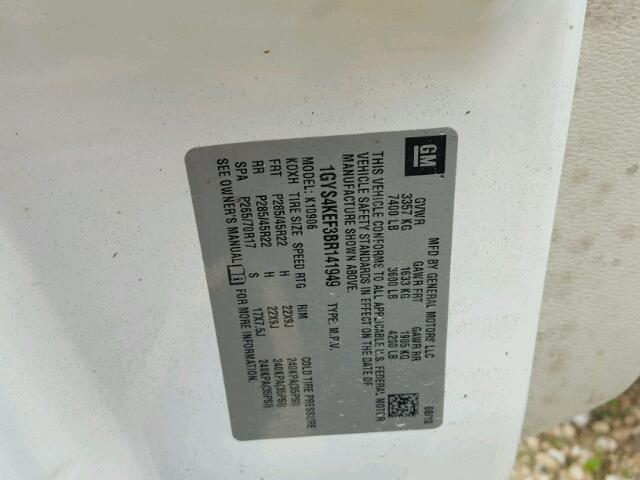 GM
MFD BY GENERAL MOTORS LLC
08/10
GVWR GAWR FRT GAWR RR
3357 KG 1633 KG 1905 KG
7400 LB 3600 LB 4200 LB
THIS VEHICLE CONFORMS TO ALL APPLICABLE U.S. FEDERAL MOTOR
VEHICLE SAFETY STANDARDS IN EFFECT ON THE DATE OF
MANUFACTURE SHOWN ABOVE.
1GYS4KEF3BR141949 TYPE: M.P.V.
MODEL: K10906
KDXH TIRE SIZE SPEED RTG RIM COLD TIRE PRESSURE
FRT P285/45R22 H 22X9J 240KPA(35PSI)
RR P285/45R22 H 22X9J 240KPA(35PSI)
SPA P265/70R17 S 17X7.5J 240KPA(35PSI)
SEE OWNER'S MANUAL